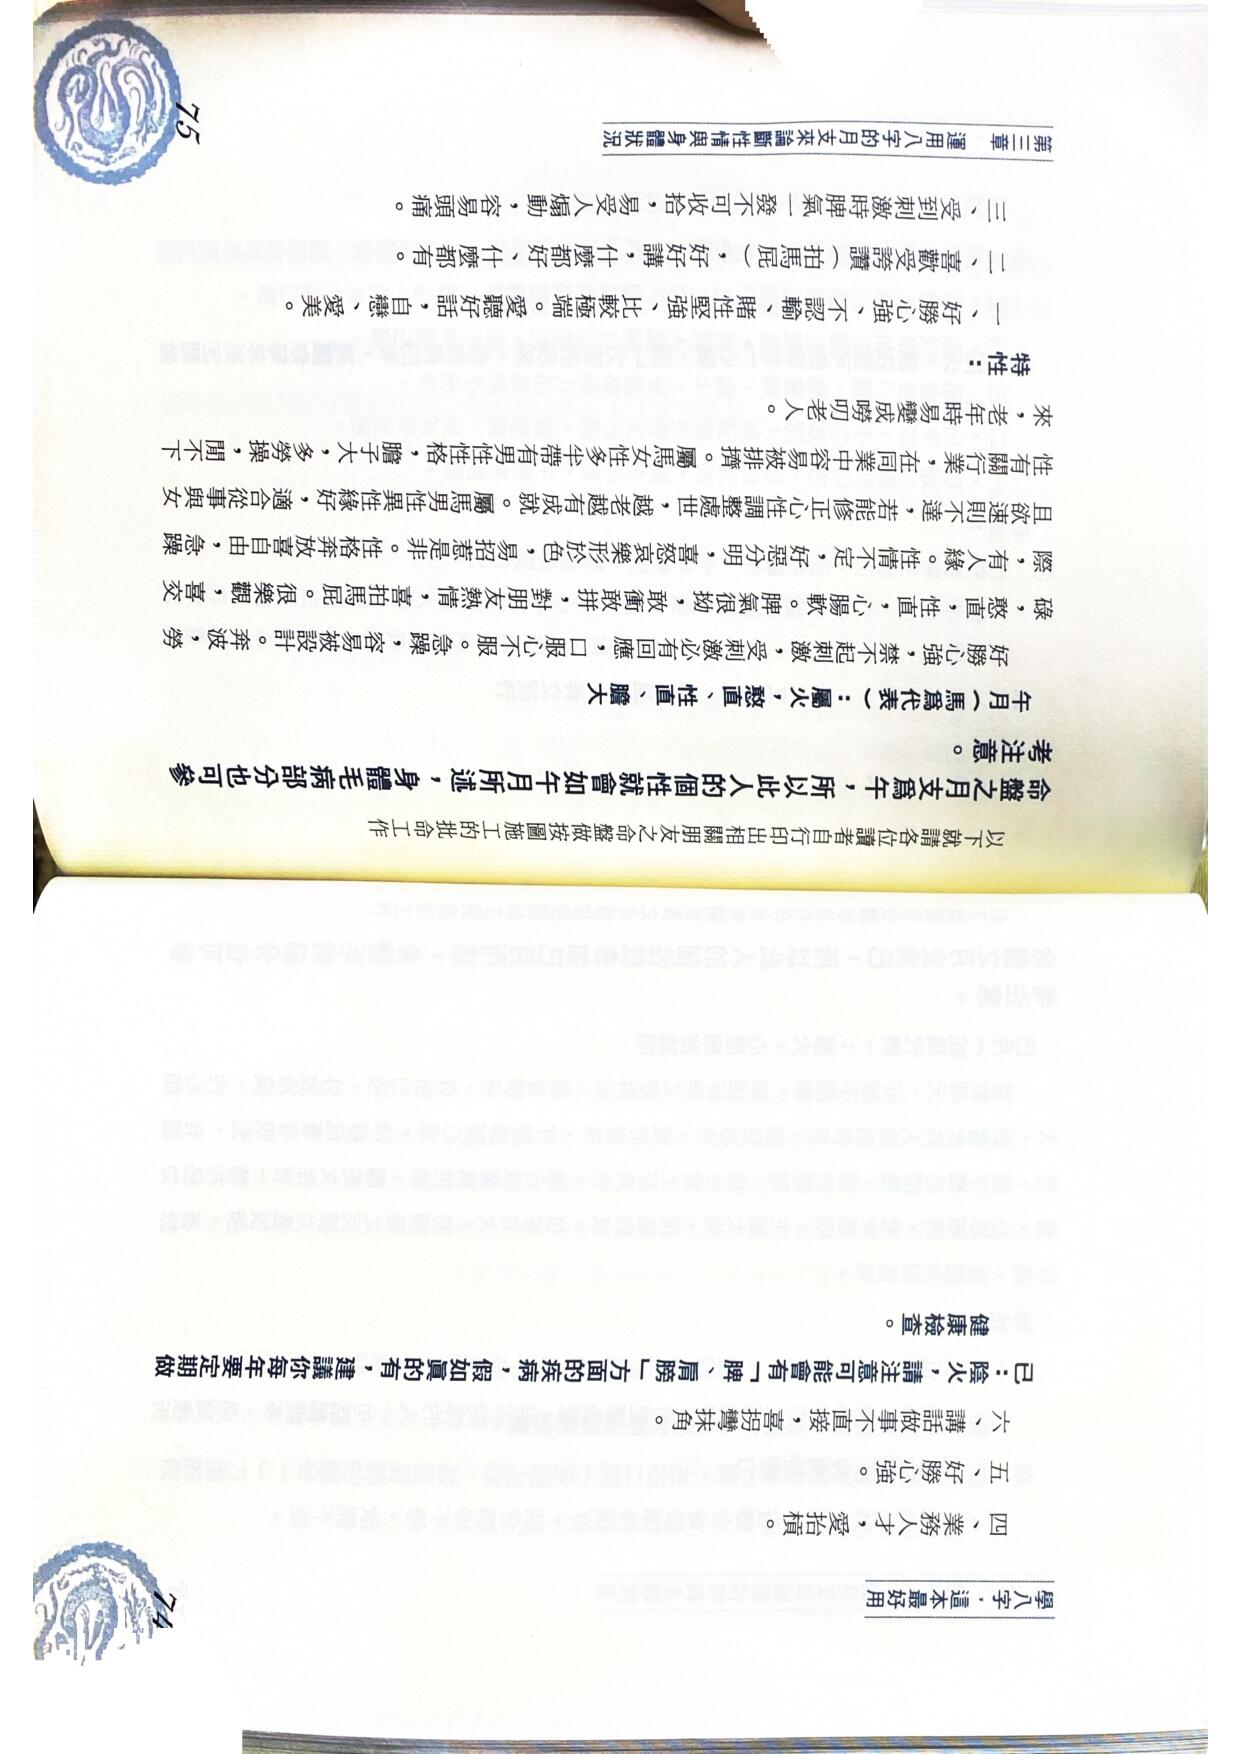 學八字，這本最好用
四、業務人才，愛抬槓。
五、好勝心強。
六、講話做事不直接，喜拐彎抹角。
巳：陰火，請注意可能會有「脾、肩膀」方面的疾病，假如真的有，建議你每年要定期做
健康檢查。
74
以下就請各位讀者自行印出相關朋友之命盤做按圖施工的批命工作
命盤之月支爲午，所以此人的個性就會如午月所述，身體毛病部分也可參
考注意。
午月（馬爲代表）：屬火，憨直、性直、膽大
好勝心強，禁不起刺激，受刺激必有回應，口服心不服。急躁，容易被設計。奔波，勞
碌，憨直，性直，心腸軟。脾氣很拗，敢衝敢拼，對朋友熱情，喜拍馬屁。很樂觀，喜交
際，有人緣。性情不定，好惡分明，喜怒哀樂形於色，易招惹是非。性格奔放喜自由，急躁
且欲速則不達，若能修正心性調整處世，越老越有成就。屬馬男性異性緣好，適合從事與女
性有關行業，在同業中容易被排擠。屬馬女性多半帶有男性性格，膽子大，多勞操，閒不下
來，老年時易變成嘮叨老人。
特性：
一、好勝心強、不認輸、賭性堅強、比較極端。愛聽好話，自戀、愛美。
二、喜歡受誇讚（拍馬屁），好好講，什麼都好、什麼都有。
三、受到刺激時脾氣一發不可收拾，易受人煽動，容易頭痛。
第三章　運用八字的月支來論斷性情與身體狀況
75